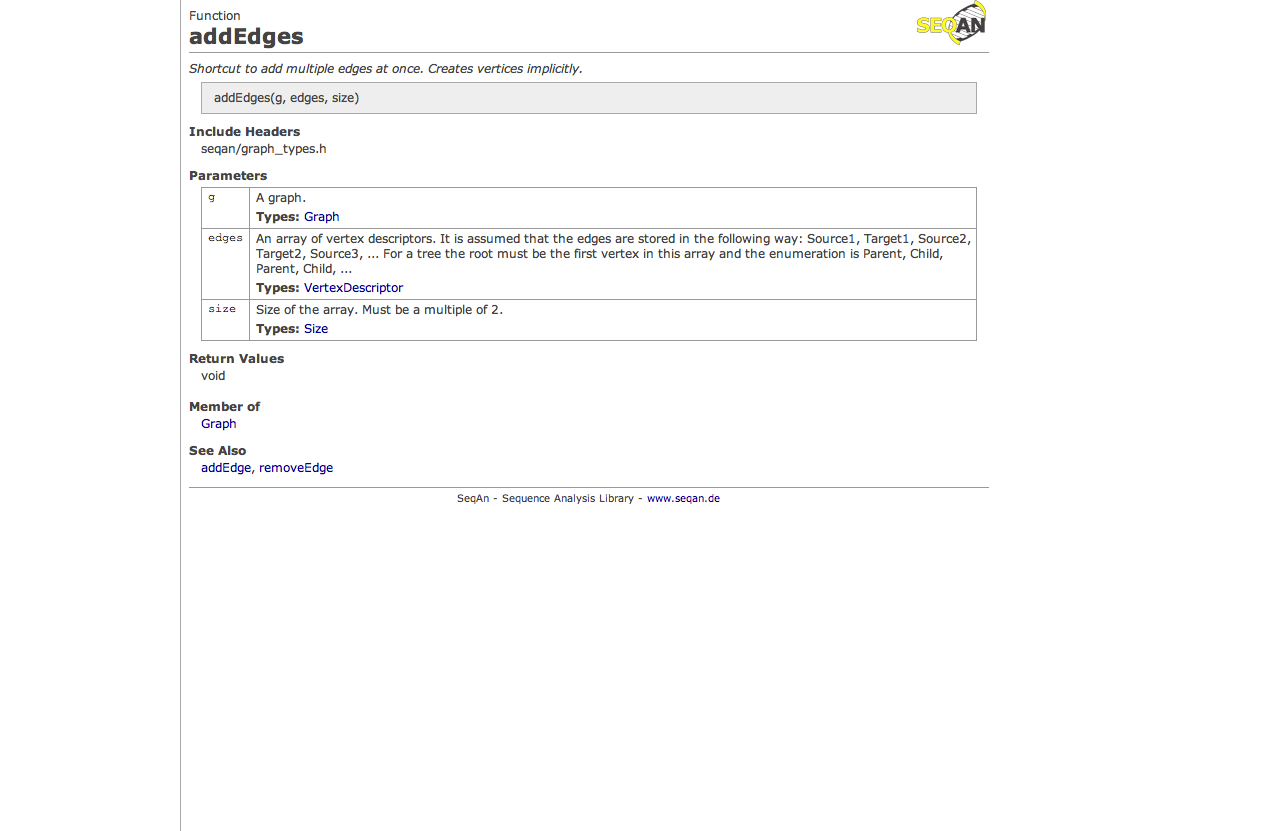 Function
SEQAN
addEdges
Shortcut to add multiple edges at once. Creates vertices implicitly.
addEdges(g, edges, size)
Include Headers
seqan/graph_types.h
Parameters
g
A graph.
Types: Graph
edges
An array of vertex descriptors. It is assumed that the edges are stored in the following way: Source1, Target1, Source2,
Target2, Source3, ... For a tree the root must be the first vertex in this array and the enumeration is Parent, Child,
Parent, Child, ...
Types: VertexDescriptor
size
Size of the array. Must be a multiple of 2.
Types: Size
Return Values
void
Member of
Graph
See Also
addEdge, removeEdge
SeqAn - Sequence Analysis Library - www.seqan.de